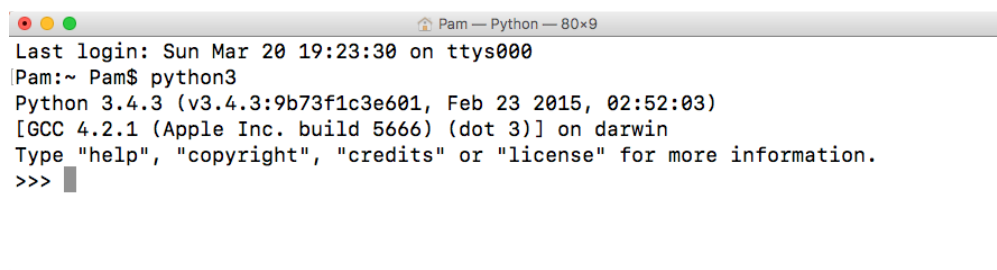 Pam — Python — 80×9
Last login: Sun Mar 20 19:23:30 on ttys000
[Pam:~ Pam$ python3
Python 3.4.3 (v3.4.3:9b73f1c3e601, Feb 23 2015, 02:52:03)
[GCC 4.2.1 (Apple Inc. build 5666) (dot 3)] on darwin
Type "help", "copyright", "credits" or "license" for more information.
>>>